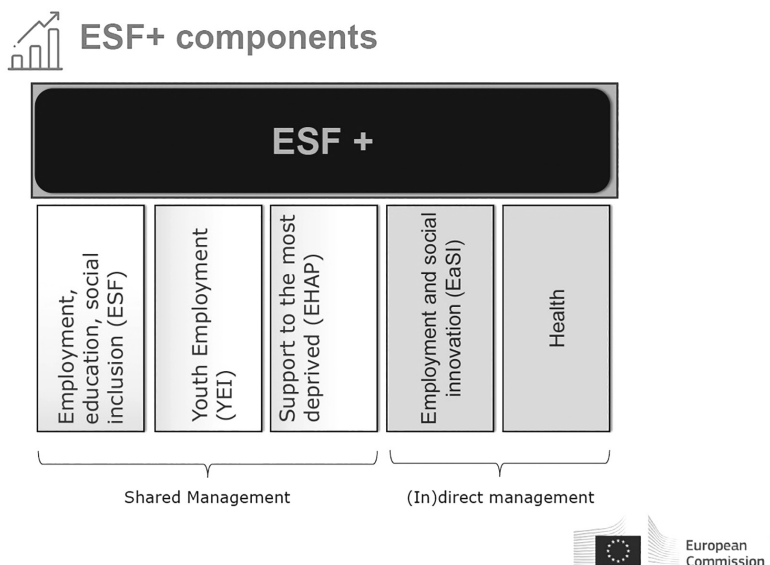 ESF+ components
ESF +
Employment,
education, social
inclusion (ESF)
Youth Employment
(YEI)
Support to the most
deprived (EHAP)
Employment and social
innovation (EaSI)
Health
Shared Management
(In)direct management
European
Commission